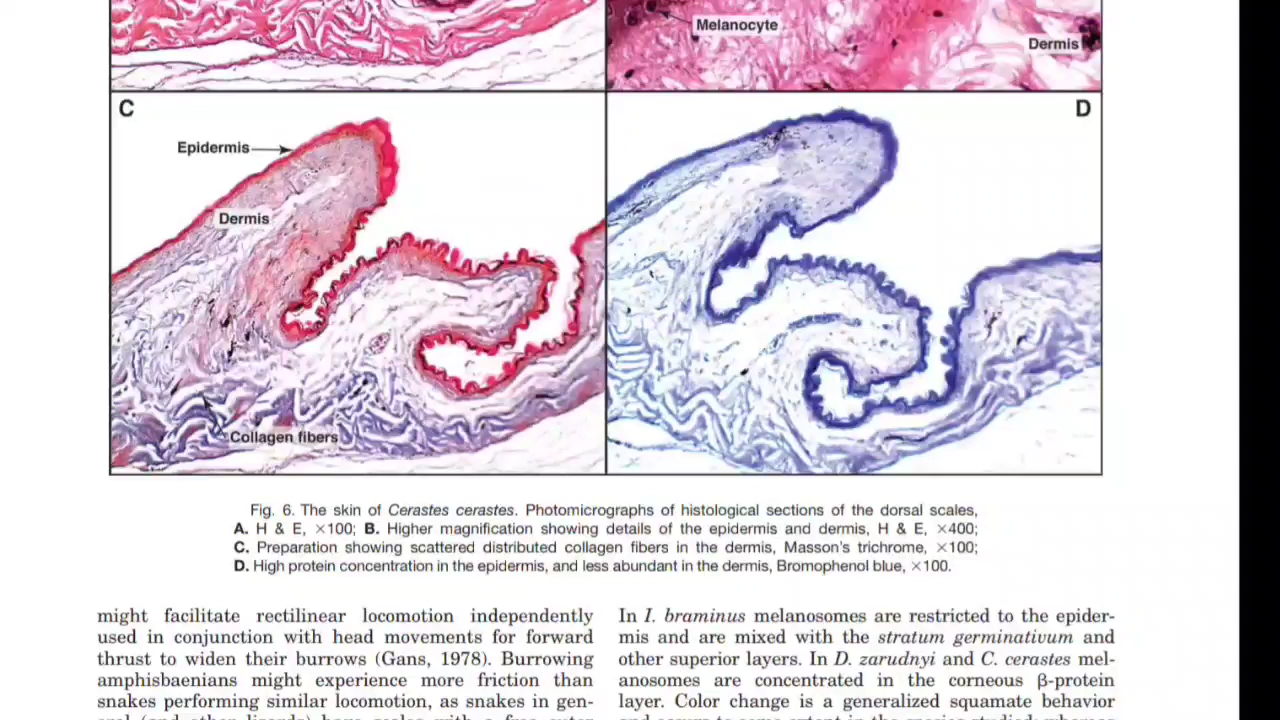 Melanocyte
Dermis
C
D
Epidermis
Dermis
Collagen fibers
Fig. 6. The skin of Cerastes cerastes. Photomicrographs of histological sections of the dorsal scales,
A. H & E, ×100; B. Higher magnification showing details of the epidermis and dermis, H & E, ×400;
C. Preparation showing scattered distributed collagen fibers in the dermis, Masson's trichrome, ×100;
D. High protein concentration in the epidermis, and less abundant in the dermis, Bromophenol blue, ×100.
might facilitate rectilinear locomotion independently
used in conjunction with head movements for forward
thrust to widen their burrows (Gans, 1978). Burrowing
amphisbaenians might experience more friction than
snakes performing similar locomotion, as snakes in gen-
In I. braminus melanosomes are restricted to the epider-
mis and are mixed with the stratum germinativum and
other superior layers. In D. zarudnyi and C. cerastes mel-
anosomes are concentrated in the corneous β-protein
layer. Color change is a generalized squamate behavior